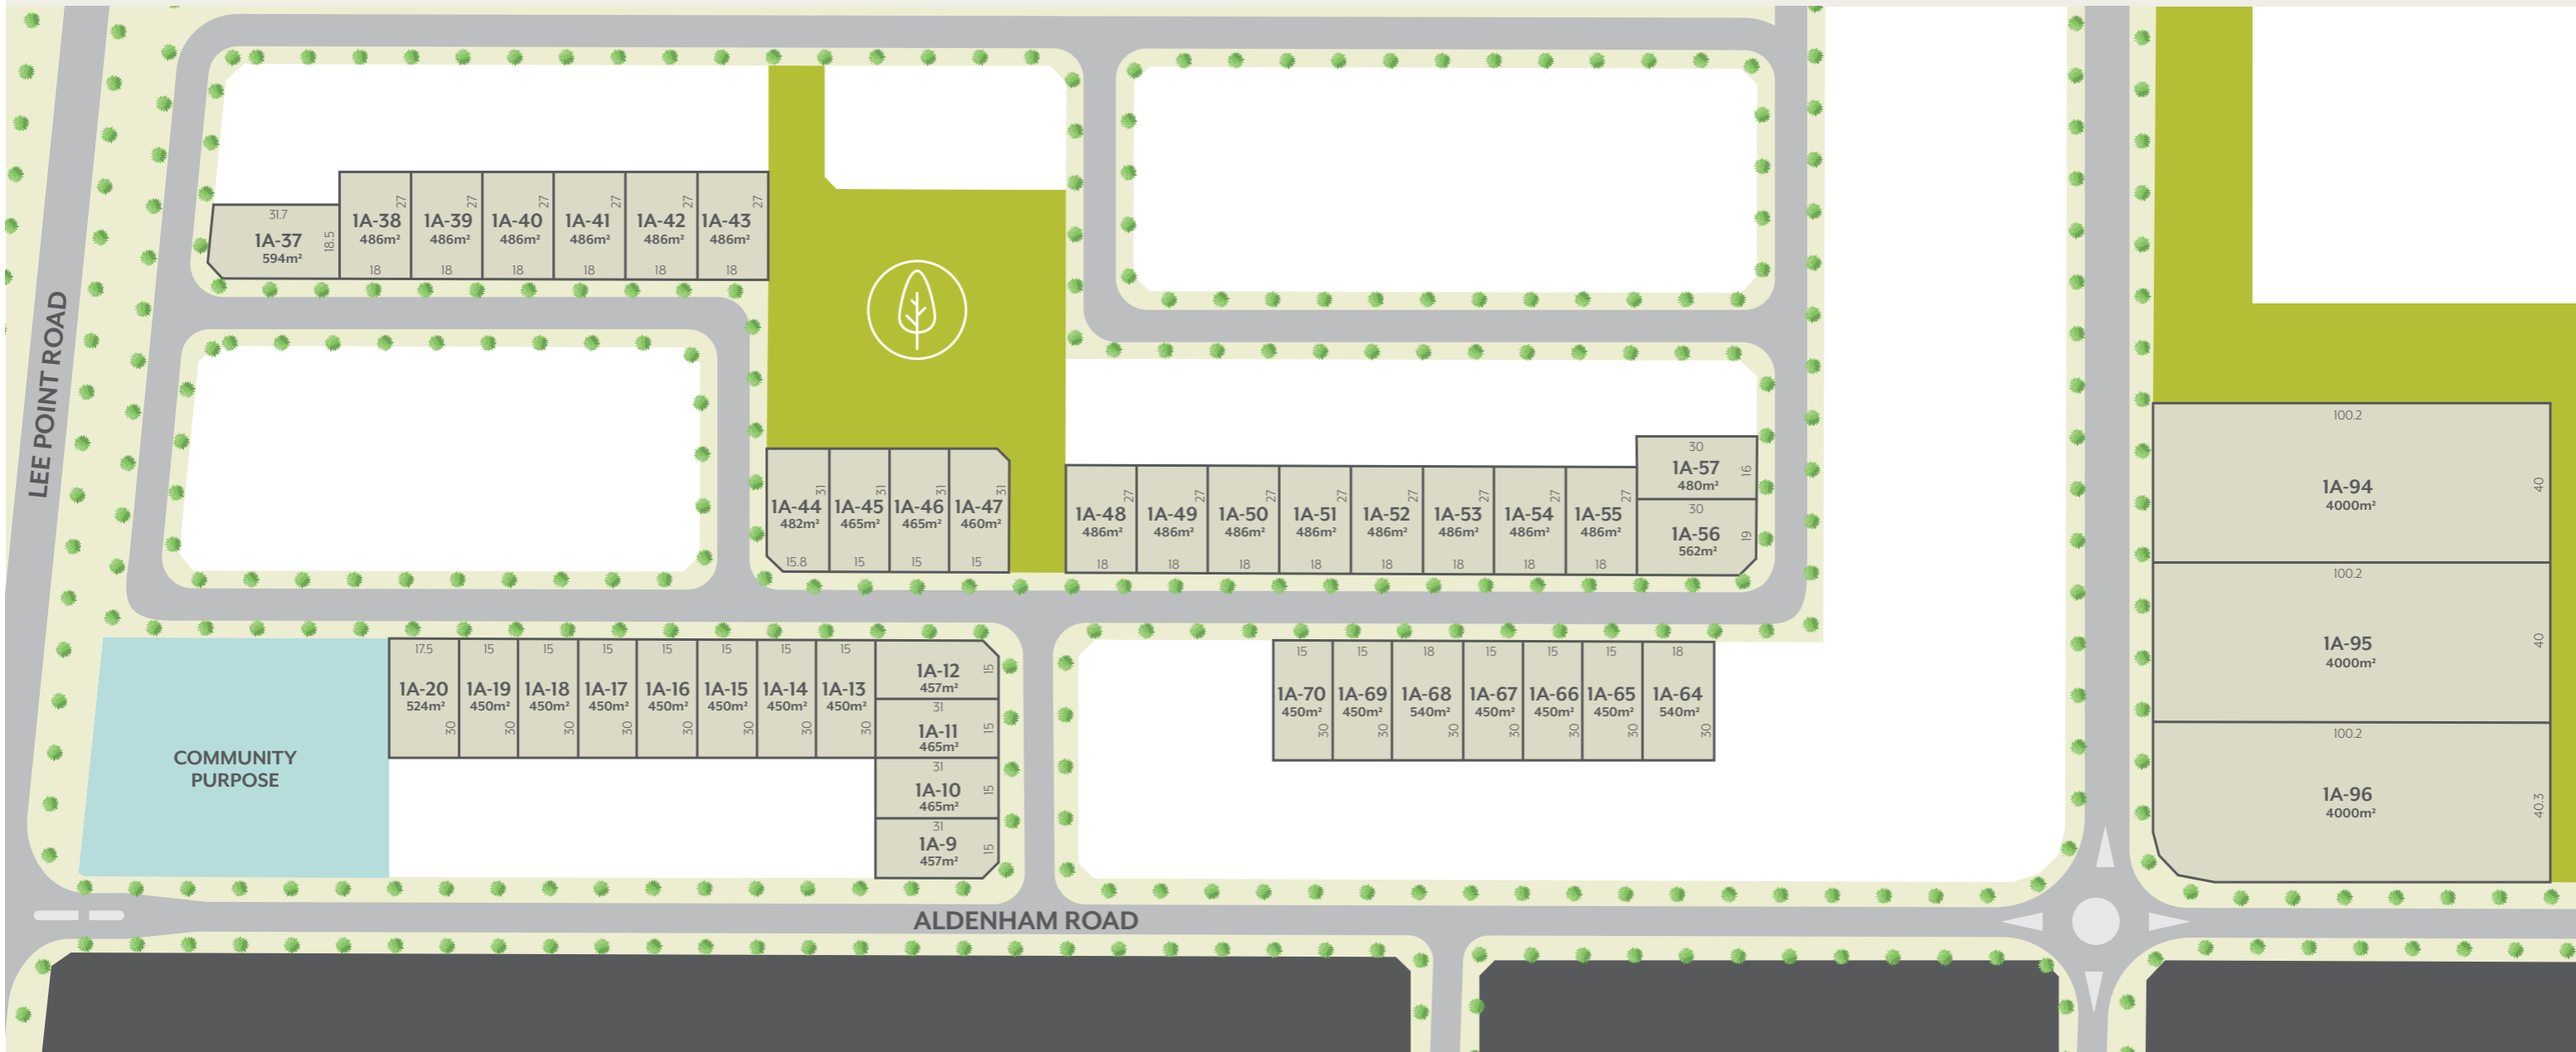 31.7
1A-37
594m²
18.5
27
1A-38
486m²
18
27
1A-39
486m²
18
27
1A-40
486m²
18
27
1A-41
486m²
18
27
1A-42
486m²
18
27
1A-43
486m²
18
LEE POINT ROAD
31
1A-44
482m²
15.8
31
1A-45
465m²
15
31
1A-46
465m²
15
31
1A-47
460m²
15
27
1A-48
486m²
18
27
1A-49
486m²
18
27
1A-50
486m²
18
27
1A-51
486m²
18
27
1A-52
486m²
18
27
1A-53
486m²
18
27
1A-54
486m²
18
27
1A-55
486m²
18
30
1A-57
480m²
16
30
1A-56
562m²
19
100.2
1A-94
4000m²
40
100.2
1A-95
4000m²
40
100.2
1A-96
4000m²
40.3
COMMUNITY
PURPOSE
17.5
1A-20
524m²
30
15
1A-19
450m²
30
15
1A-18
450m²
30
15
1A-17
450m²
30
15
1A-16
450m²
30
15
1A-15
450m²
30
15
1A-14
450m²
30
15
1A-13
450m²
30
1A-12
457m²
15
31
1A-11
465m²
15
31
1A-10
465m²
15
31
1A-9
457m²
15
15
1A-70
450m²
30
15
1A-69
450m²
30
18
1A-68
540m²
30
15
1A-67
450m²
30
15
1A-66
450m²
30
15
1A-65
450m²
30
18
1A-64
540m²
30
ALDENHAM ROAD